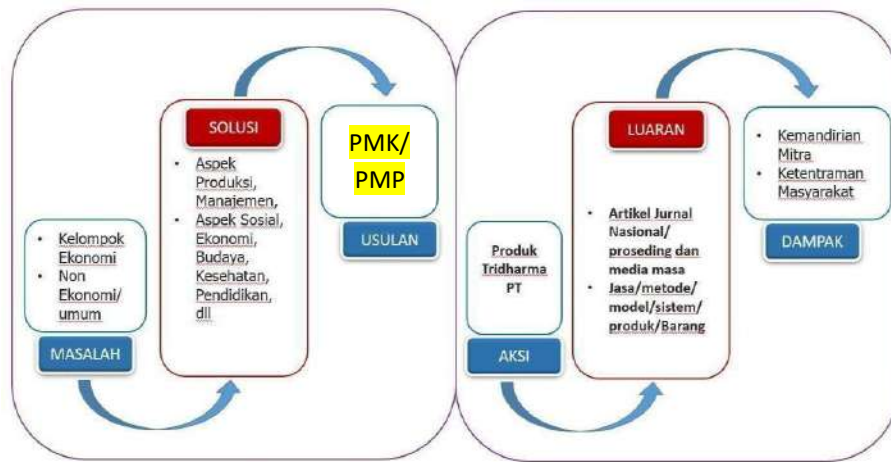 SOLUSI
• Aspek
Produksi,
Manajemen,
• Aspek Sosial,
Ekonomi,
Budaya,
Kesehatan,
Pendidikan,
dll
PMK/
PMP
USULAN
• Kelompok
Ekonomi
• Non
Ekonomi/
umum
MASALAH
LUARAN
• Artikel Jurnal
Nasional/
proseding dan
media masa
• Jasa/metode/
model/sistem/
produk/Barang
• Kemandirian
Mitra
• Ketentraman
Masyarakat
DAMPAK
Produk
Tridharma
PT
AKSI